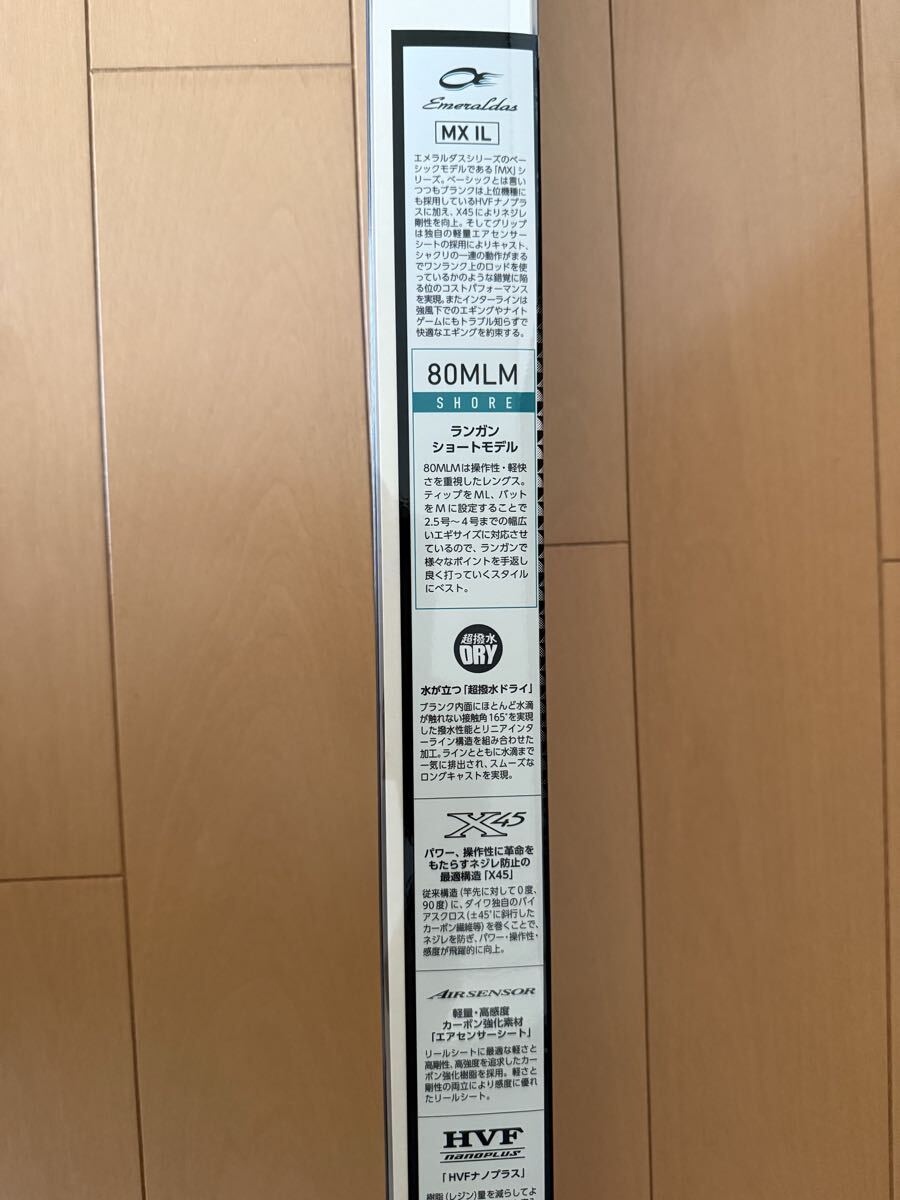 Emeraldas
MX IL
エメラルダスシリーズのベー
シックモデルである「MX」シ
リーズ。ベーシックとは言い
つつもブランクは上位機種に
も採用しているHVFナノプラ
スに加え、X45によりネジレ
剛性を向上。そしてグリップ
は独自の軽量エアセンサー
シートの採用によりキャスト、
シャクリの一連の動作がまる
でワンランク上のロッドを使
っているかのような錯覚に陥
る位のコストパフォーマンス
を実現。またインターラインは
強風下でのエギングやナイト
ゲームにもトラブル知らずで
快適なエギングを約束する。
80MLM
SHORE
ランガン
ショートモデル
80MLMは操作性・軽快
さを重視したレングス。
ティップをML、バット
をMに設定することで
2.5号～4号までの幅広
いエギサイズに対応させ
ているので、ランガンで
様々なポイントを手返し
良く打っていくスタイル
にベスト。
超撥水
DRY
水が立つ「超撥水ドライ」
ブランク内面にほとんど水滴
が触れない接触角165°を実現
した撥水性能とリニアインタ
ーライン構造を組み合わせた
加工。ラインとともに水滴まで
一気に排出され、スムーズな
ロングキャストを実現。
X45
パワー、操作性に革命を
もたらすネジレ防止の
最適構造「X45」
従来構造（竿先に対して0度、
90度）に、ダイワ独自のバイ
アスクロス（±45°に斜行した
カーボン繊維等）を巻くことで、
ネジレを防ぎ、パワー・操作性・
感度が飛躍的に向上。
AIR SENSOR
軽量・高感度
カーボン強化素材
「エアセンサーシート」
リールシートに最適な軽さと
高剛性、高強度を追求したカー
ボン強化樹脂を採用。軽さと
剛性の両立により感度に優れ
たリールシート。
HVF
nanoPLUS
「HVFナノプラス」
樹脂（レジン）量を減らしてよ